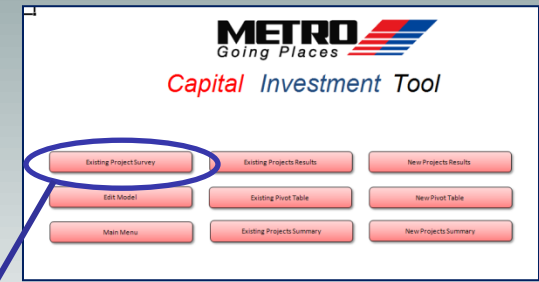 METRO
Going Places
Capital Investment Tool
Existing Project Survey Existing Projects Results New Projects Results
Edit Model Existing Pivot Table New Pivot Table
Main Menu Existing Projects Summary New Projects Summary